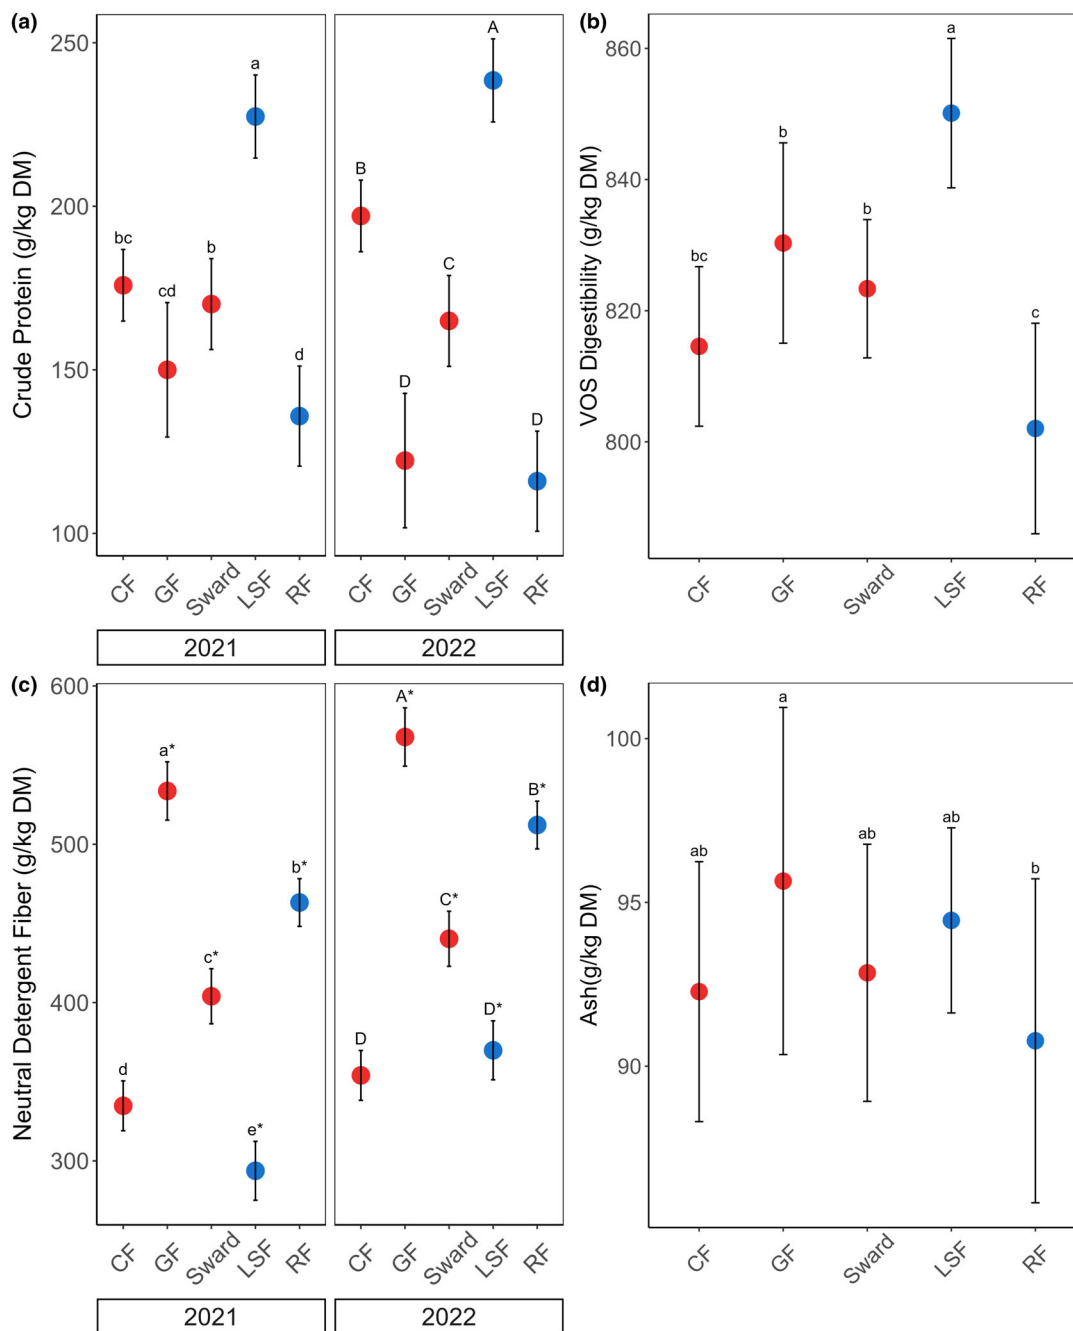 (a)
Crude Protein (g/kg DM)
250
200
150
100
bc
cd
b
a
d
B
D
C
A
D
CF
GF
Sward
LSF
RF
CF
GF
Sward
LSF
RF
2021
2022
(b)
VOS Digestibility (g/kg DM)
860
840
820
800
bc
b
b
a
c
CF
GF
Sward
LSF
RF
(c)
Neutral Detergent Fiber (g/kg DM)
600
500
400
300
d
a*
c*
e*
b*
D
A*
C*
D*
B*
CF
GF
Sward
LSF
RF
CF
GF
Sward
LSF
RF
2021
2022
(d)
Ash(g/kg DM)
100
95
90
ab
a
ab
ab
b
CF
GF
Sward
LSF
RF